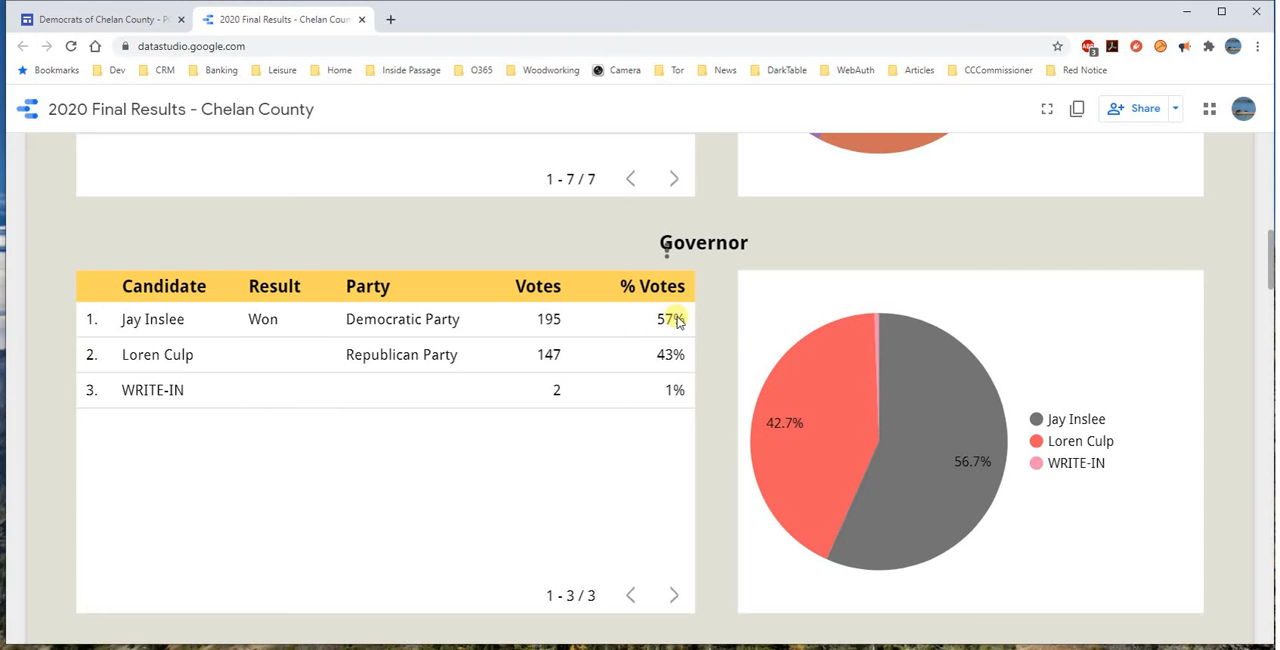 Democrats of Chelan County - P
2020 Final Results - Chelan Coun
datastudio.google.com
3
Bookmarks Dev CRM Banking Leisure Home Inside Passage O365 Woodworking Camera Tor News DarkTable WebAuth Articles CCCommissioner Red Notice
2020 Final Results - Chelan County
Share
1 - 7 / 7
Governor
Candidate Result Party Votes % Votes
1. Jay Inslee Won Democratic Party 195 57%
2. Loren Culp Republican Party 147 43%
3. WRITE-IN 2 1%
1 - 3 / 3
42.7%
56.7%
Jay Inslee
Loren Culp
WRITE-IN